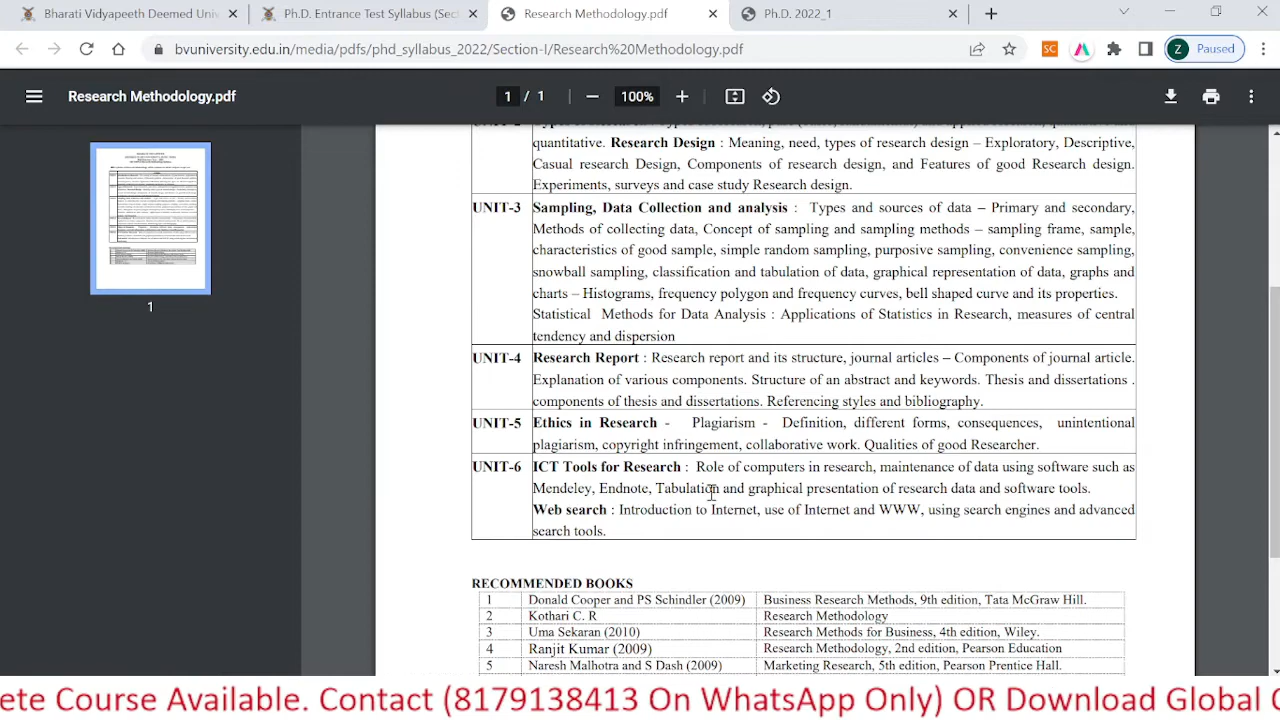 Bharati Vidyapeeth Deemed Univ
Ph.D. Entrance Test Syllabus (Sect
Research Methodology.pdf
Ph.D. 2022_1
bvuniversity.edu.in/media/pdfs/phd_syllabus_2022/Section-I/Research%20Methodology.pdf
SC
Z
Paused
Research Methodology.pdf
1 / 1
100%
1
quantitative. Research Design : Meaning, need, types of research design – Exploratory, Descriptive,
Causal research Design, Components of research design, and Features of good Research design.
Experiments, surveys and case study Research design.
UNIT-3 Sampling, Data Collection and analysis : Types and sources of data – Primary and secondary,
Methods of collecting data, Concept of sampling and sampling methods – sampling frame, sample,
characteristics of good sample, simple random sampling, purposive sampling, convenience sampling,
snowball sampling, classification and tabulation of data, graphical representation of data, graphs and
charts – Histograms, frequency polygon and frequency curves, bell shaped curve and its properties.
Statistical Methods for Data Analysis : Applications of Statistics in Research, measures of central
tendency and dispersion
UNIT-4 Research Report : Research report and its structure, journal articles – Components of journal article.
Explanation of various components. Structure of an abstract and keywords. Thesis and dissertations .
components of thesis and dissertations. Referencing styles and bibliography.
UNIT-5 Ethics in Research - Plagiarism - Definition, different forms, consequences, unintentional
plagiarism, copyright infringement, collaborative work. Qualities of good Researcher.
UNIT-6 ICT Tools for Research : Role of computers in research, maintenance of data using software such as
Mendeley, Endnote, Tabulation and graphical presentation of research data and software tools.
Web search : Introduction to Internet, use of Internet and WWW, using search engines and advanced
search tools.
RECOMMENDED BOOKS
1 Donald Cooper and PS Schindler (2009) Business Research Methods, 9th edition, Tata McGraw Hill.
2 Kothari C. R Research Methodology
3 Uma Sekaran (2010) Research Methods for Business, 4th edition, Wiley.
4 Ranjit Kumar (2009) Research Methodology, 2nd edition, Pearson Education
5 Naresh Malhotra and S Dash (2009) Marketing Research, 5th edition, Pearson Prentice Hall.
ete Course Available. Contact (8179138413 On WhatsApp Only) OR Download Global